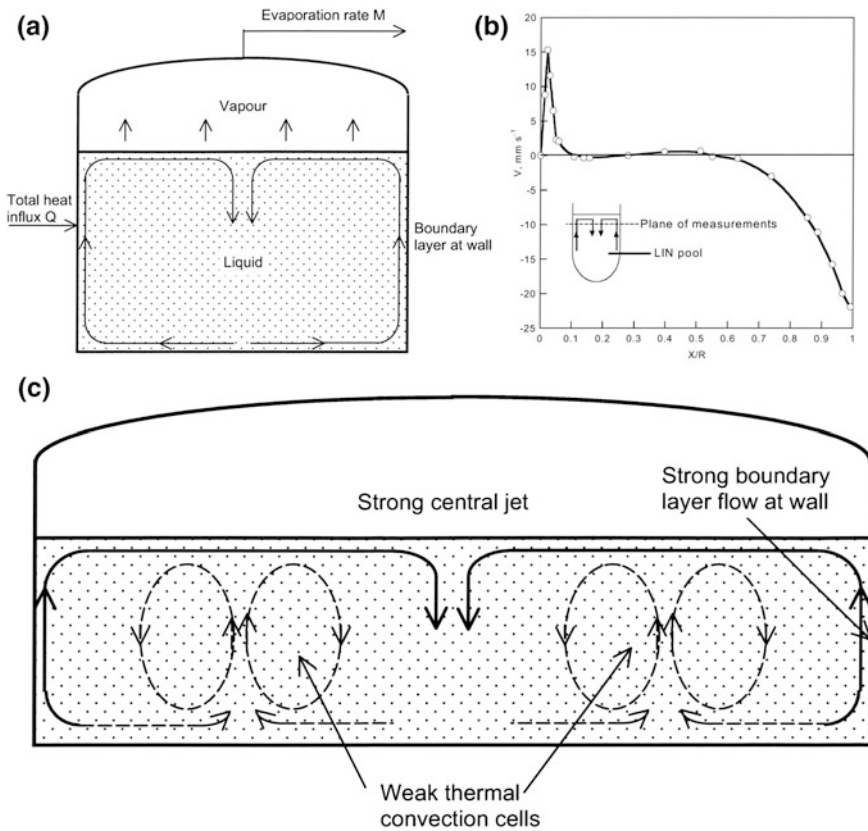 (a)
Evaporation rate M
Vapour
Total heat
influx Q
Liquid
Boundary
layer at wall
(b)
20
15
10
5
0
-5
-10
-15
-20
-25
V, mm s⁻¹
Plane of measurements
LIN pool
0 0.1 0.2 0.3 0.4 0.5 0.6 0.7 0.8 0.9 1
X/R
(c)
Strong central jet
Strong boundary
layer flow at wall
Weak thermal
convection cells